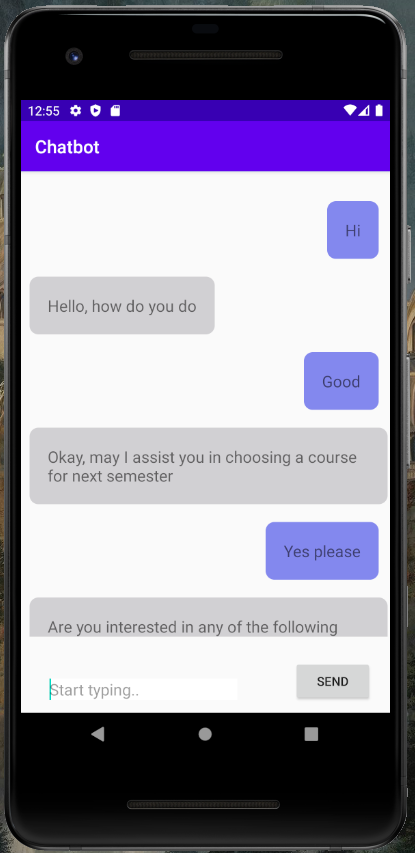 12:55
Chatbot
Hi
Hello, how do you do
Good
Okay, may I assist you in choosing a course
for next semester
Yes please
Are you interested in any of the following
Start typing..
SEND